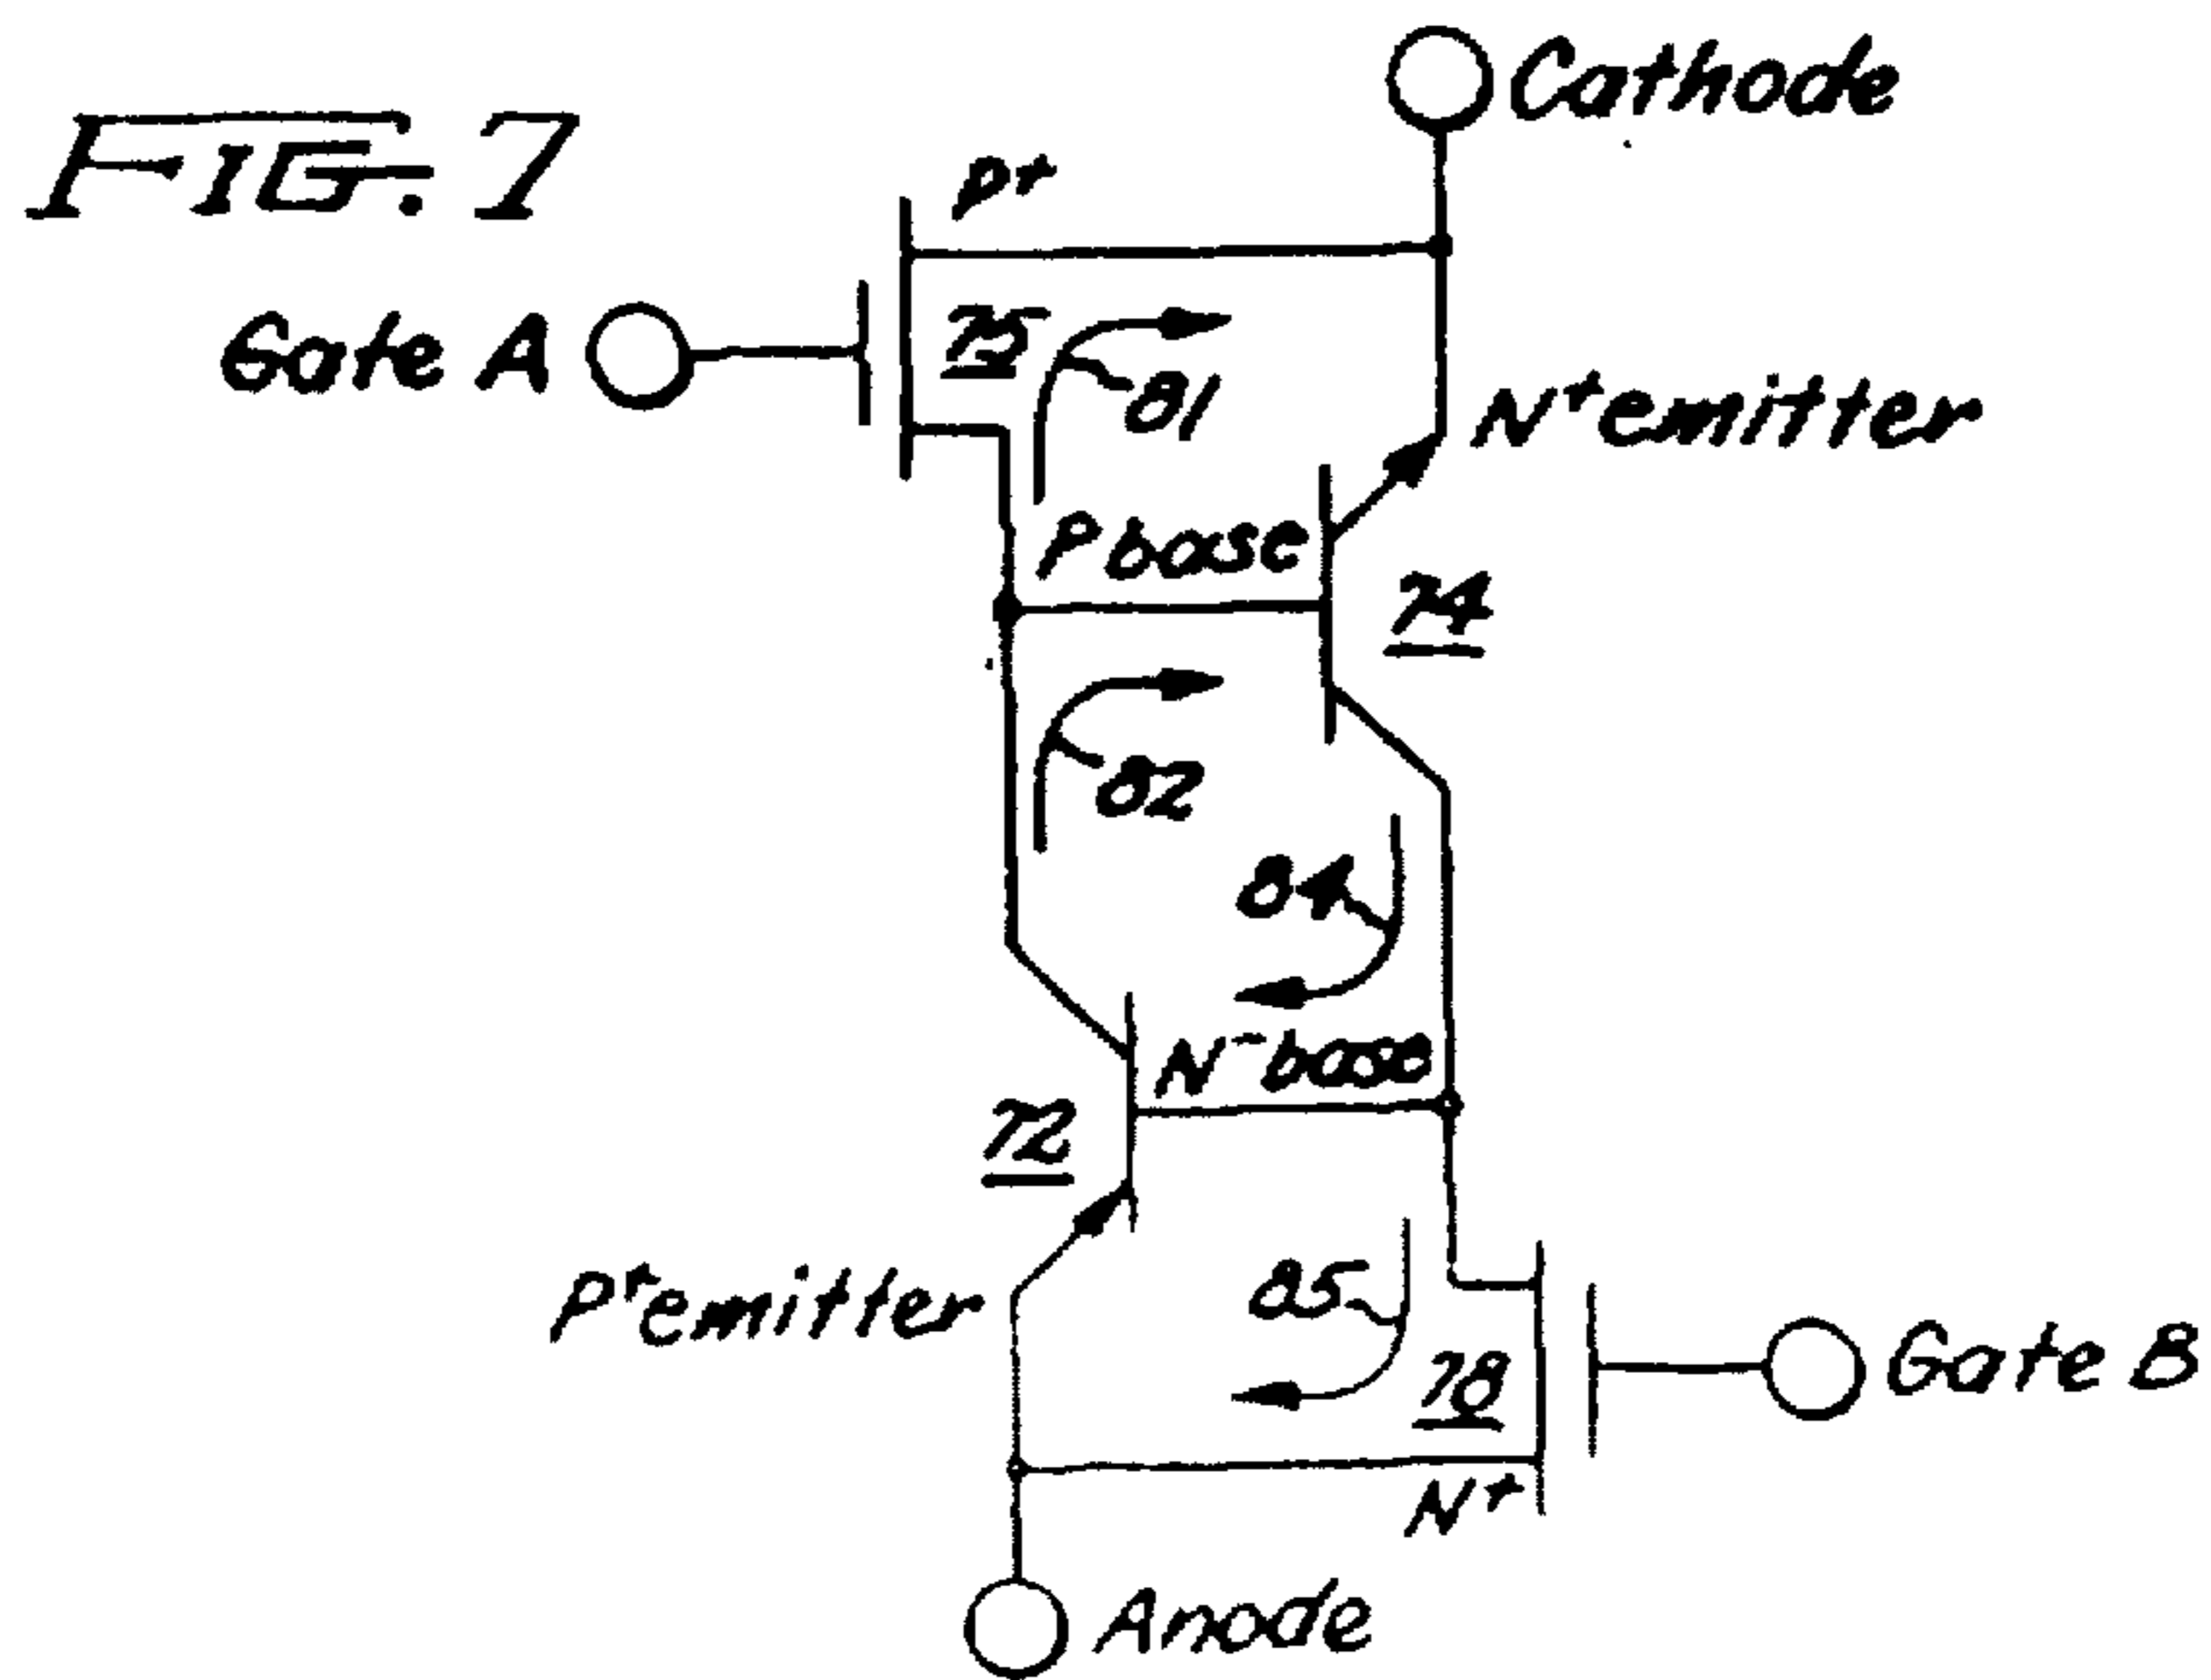 FIG. 7
Cathode
P+
Gate A
75
81
N+ emitter
P base
74
82
84
N- base
72
P+ emitter
85
78
Gate B
N+
Anode